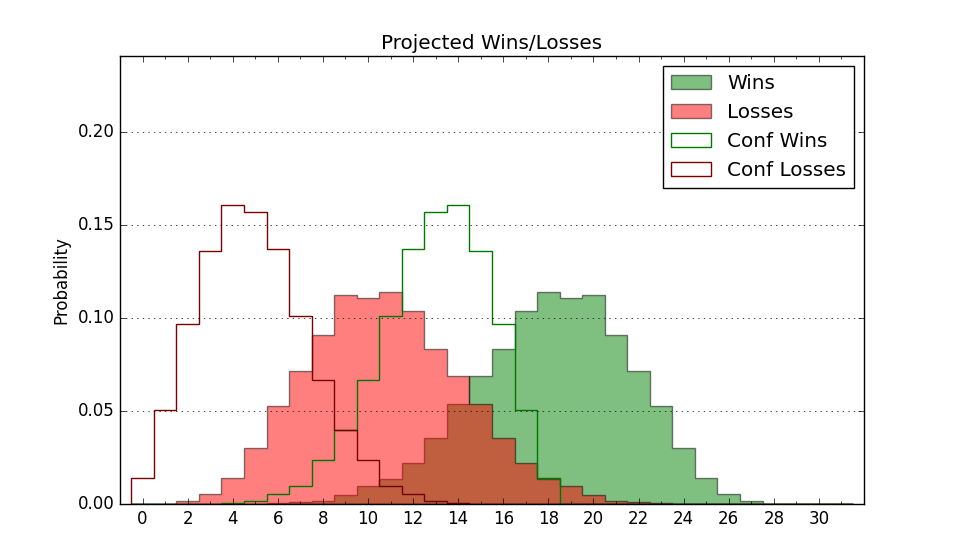 Projected Wins/Losses
Wins
Losses
Conf Wins
Conf Losses
Probability
0.20
0.15
0.10
0.05
0.00
0 2 4 6 8 10 12 14 16 18 20 22 24 26 28 30